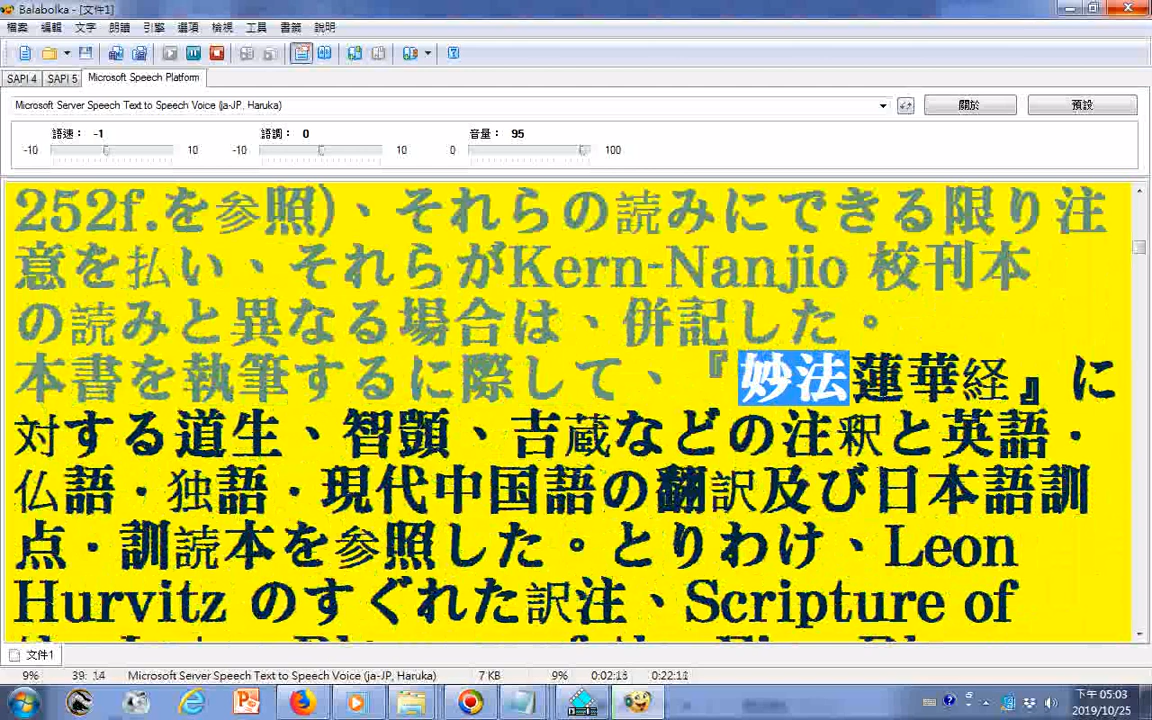 Balabolka - [文件1]
檔案 編輯 文字 朗讀 引擎 選項 檢視 工具 書籤 說明
SAPI 4 SAPI 5 Microsoft Speech Platform
Microsoft Server Speech Text to Speech Voice (ja-JP, Haruka) 關於 預設
語速： -1 語調： 0 音量： 95
-10 10 -10 10 0 100
252f.を参照)、それらの読みにできる限り注
意を払い、それらがKern-Nanjio 校刊本
の読みと異なる場合は、併記した。
本書を執筆するに際して、『妙法蓮華経』に
対する道生、智顗、吉蔵などの注釈と英語．
仏語．独語．現代中国語の翻訳及び日本語訓
点．訓読本を参照した。とりわけ、Leon
Hurvitz のすぐれた訳注、Scripture of
文件1
9% 39: 14 Microsoft Server Speech Text to Speech Voice (ja-JP, Haruka) 7 KB 9% 0:02:13 0:22:11
下午 05:03
2019/10/25